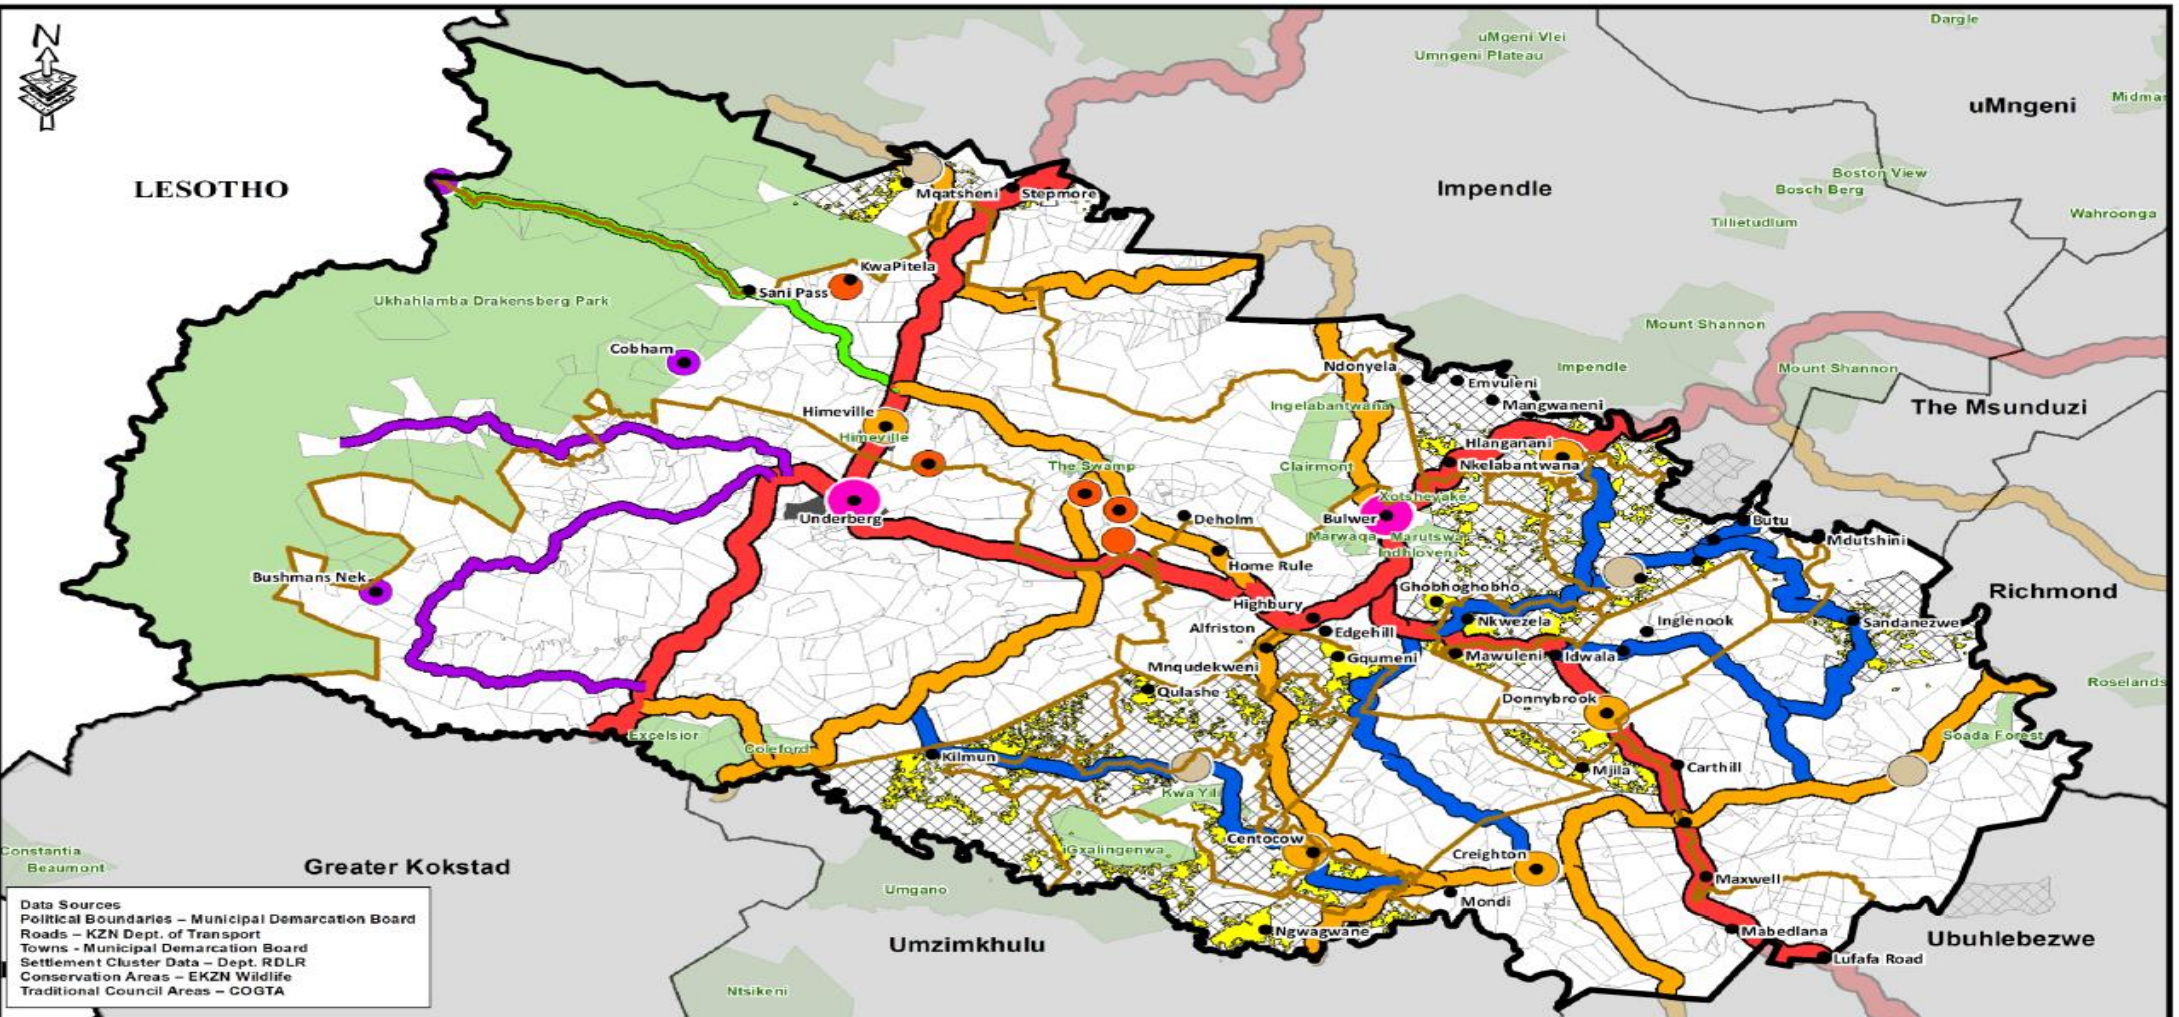 Dargle
uMgeni Vlei
N
Umngeni Plateau
uMngeni
LESOTHO
Boston View
Impendle
Bosch Berg
Mqatsheni
Stepmore
Wahroonga
Tillietudlum
KwaPitela
Sani Pass
Ukhahlamba Drakensberg Park
Mount Shannon
Cobham
Ndonyela
Impendle
Mount Shannon
Emvuleni
Himeville
Ingelabantwana
Mangwaneni
The Msunduzi
Himeville
Hlanganani
The Swamp
Clairmont
Nkelabantwana
Xotsheyake
Underberg
Deholm
Bulwer
Butu
Marwaqa
Marutswa
Mdutshini
Indhloveni
Home Rule
Bushmans Nek
Ghobhoghobho
Richmond
Highbury
Nkwezela
Inglenook
Sandanezwe
Alfriston
Edgehill
Mnqudekweni
Gqumeni
Mawuleni
Idwala
Qulashe
Roselands
Donnybrook
Excelsior
Coleford
Soada Forest
Kilmun
Mjila
Carthill
Kwa Yili
Centocow
Constantia
iGxalingenwa
Creighton
Beaumont
Greater Kokstad
Maxwell
Umgano
Mondi
Data Sources
Political Boundaries – Municipal Demarcation Board
Roads – KZN Dept. of Transport
Towns - Municipal Demarcation Board
Settlement Cluster Data – Dept. RDLR
Conservation Areas – EKZN Wildlife
Traditional Council Areas – COGTA
Ngwagwane
Mabedlana
Umzimkhulu
Ubuhlebezwe
Lufafa Road
Ntsikeni